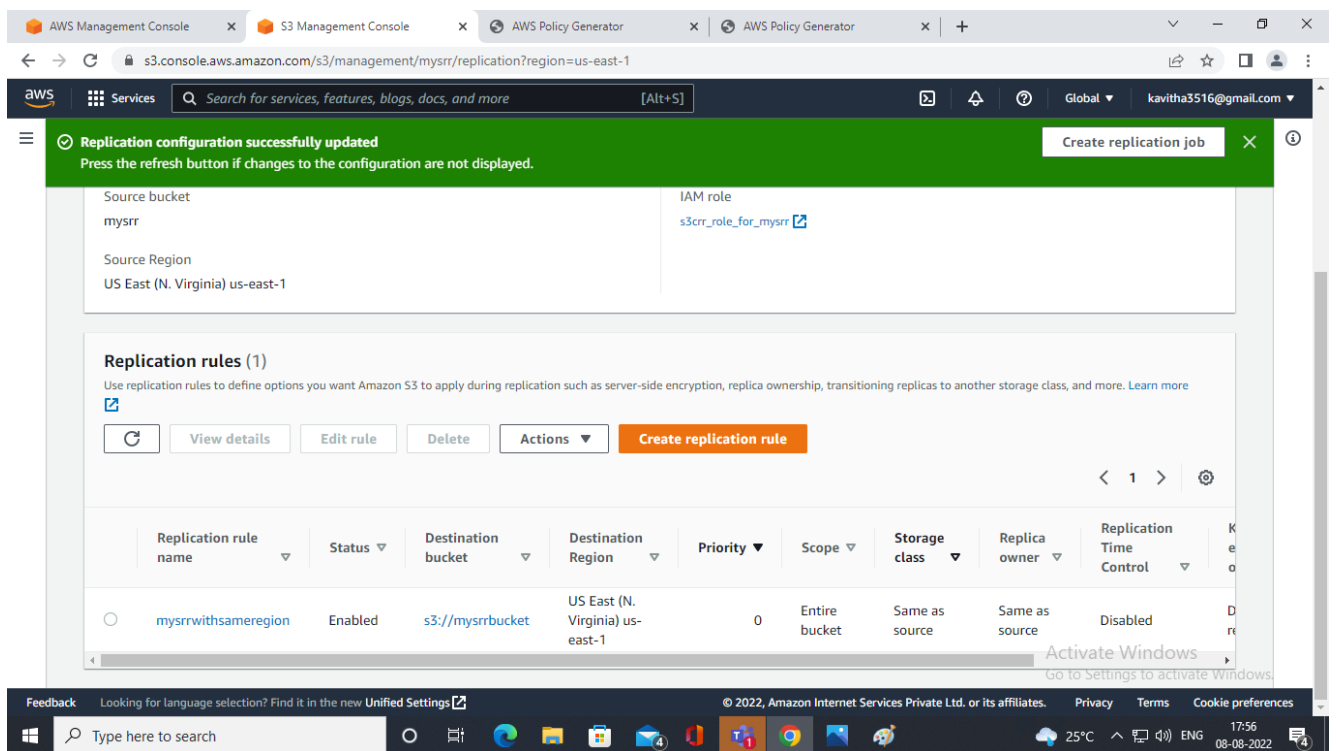 AWS Management Console
S3 Management Console
AWS Policy Generator
AWS Policy Generator
s3.console.aws.amazon.com/s3/management/mysrr/replication?region=us-east-1
aws
Services
Search for services, features, blogs, docs, and more
[Alt+S]
Global
kavitha3516@gmail.com
Replication configuration successfully updated
Press the refresh button if changes to the configuration are not displayed.
Create replication job
Source bucket
mysrr
IAM role
s3crr_role_for_mysrr
Source Region
US East (N. Virginia) us-east-1
Replication rules (1)
Use replication rules to define options you want Amazon S3 to apply during replication such as server-side encryption, replica ownership, transitioning replicas to another storage class, and more. Learn more
View details
Edit rule
Delete
Actions
Create replication rule
1
Replication rule
name
Status
Destination
bucket
Destination
Region
Priority
Scope
Storage
class
Replica
owner
Replication
Time
Control
mysrrwithsameregion
Enabled
s3://mysrrbucket
US East (N.
Virginia) us-
east-1
0
Entire
bucket
Same as
source
Same as
source
Disabled
Activate Windows
Go to Settings to activate Windows.
Feedback
Looking for language selection? Find it in the new Unified Settings
© 2022, Amazon Internet Services Private Ltd. or its affiliates.
Privacy
Terms
Cookie preferences
Type here to search
4
1
25°C
ENG
17:56
08-08-2022
4